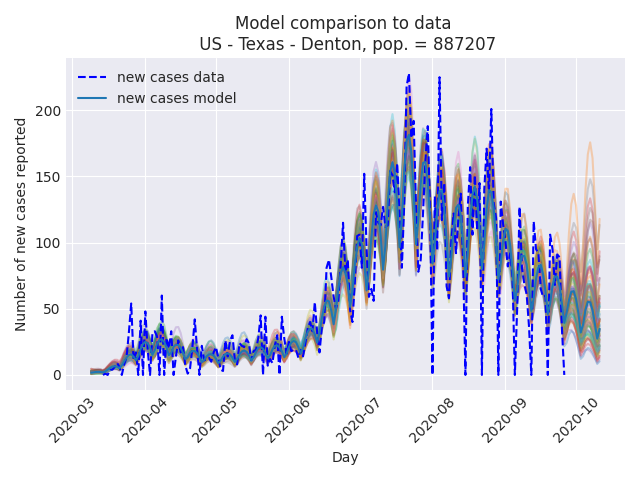 Model comparison to data
US - Texas - Denton, pop. = 887207
new cases data
new cases model
Number of new cases reported
200
150
100
50
0
2020-03
2020-04
2020-05
2020-06
2020-07
2020-08
2020-09
2020-10
Day